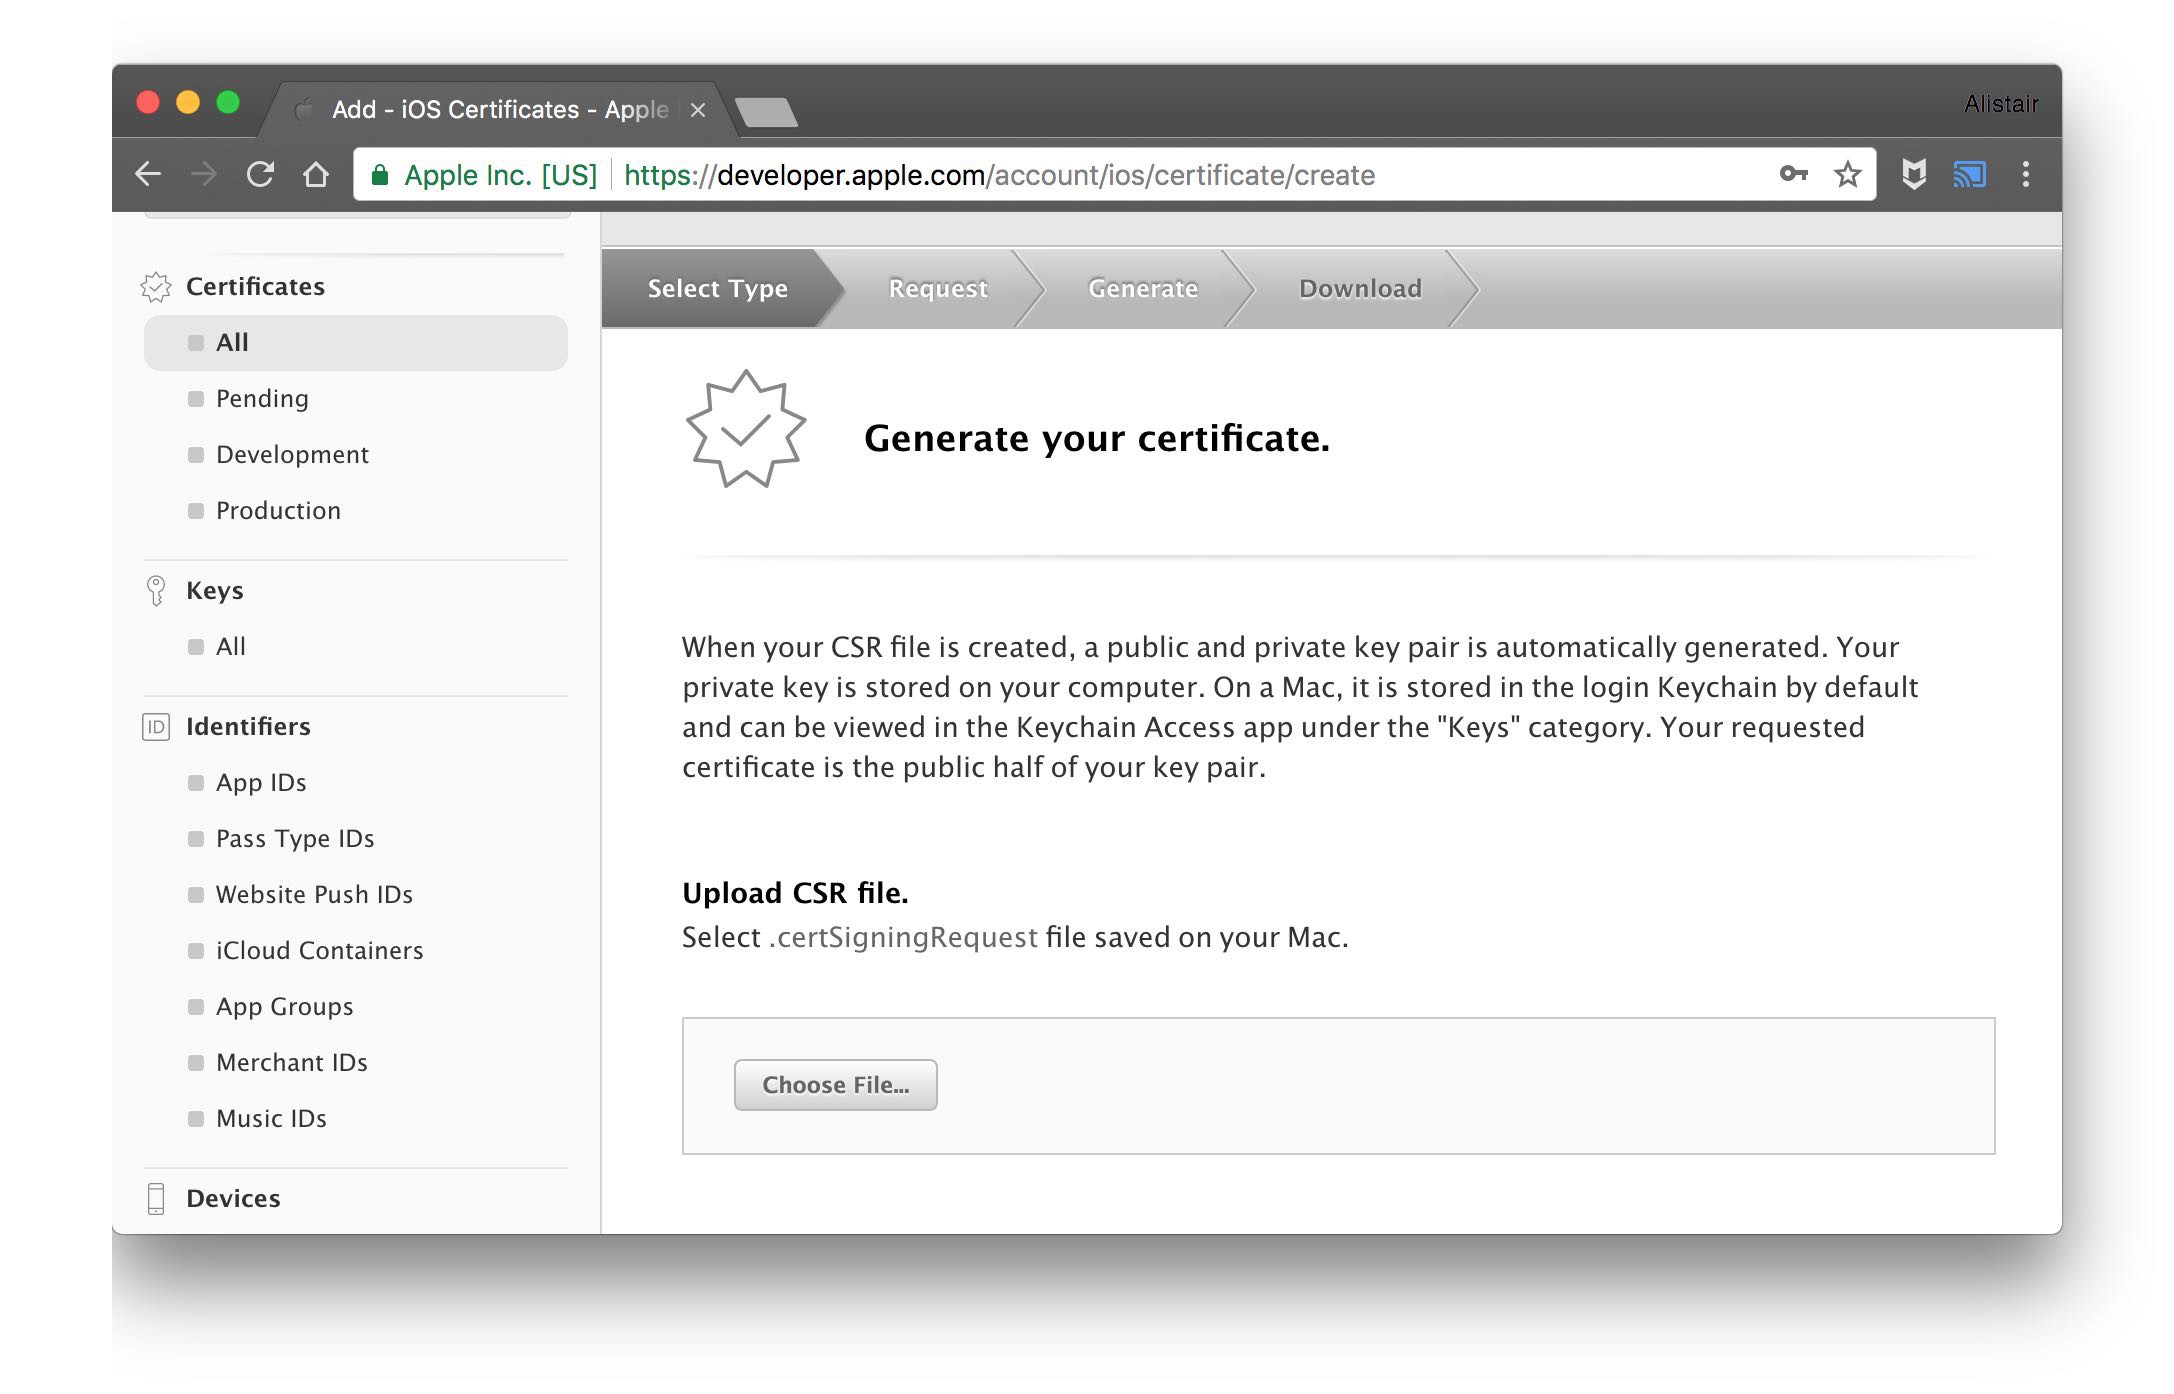 Add - iOS Certificates - Apple
Alistair
Apple Inc. [US] https://developer.apple.com/account/ios/certificate/create
Certificates
All
Pending
Development
Production
Keys
All
ID Identifiers
App IDs
Pass Type IDs
Website Push IDs
iCloud Containers
App Groups
Merchant IDs
Music IDs
Devices
Select Type Request Generate Download
Generate your certificate.
When your CSR file is created, a public and private key pair is automatically generated. Your
private key is stored on your computer. On a Mac, it is stored in the login Keychain by default
and can be viewed in the Keychain Access app under the "Keys" category. Your requested
certificate is the public half of your key pair.
Upload CSR file.
Select .certSigningRequest file saved on your Mac.
Choose File...